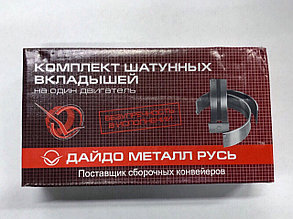 КОМПЛЕКТ ШАТУННЫХ
ВКЛАДЫШЕЙ
на один двигатель
ДАЙДО МЕТАЛЛ РУСЬ
Поставщик сборочных конвейеров